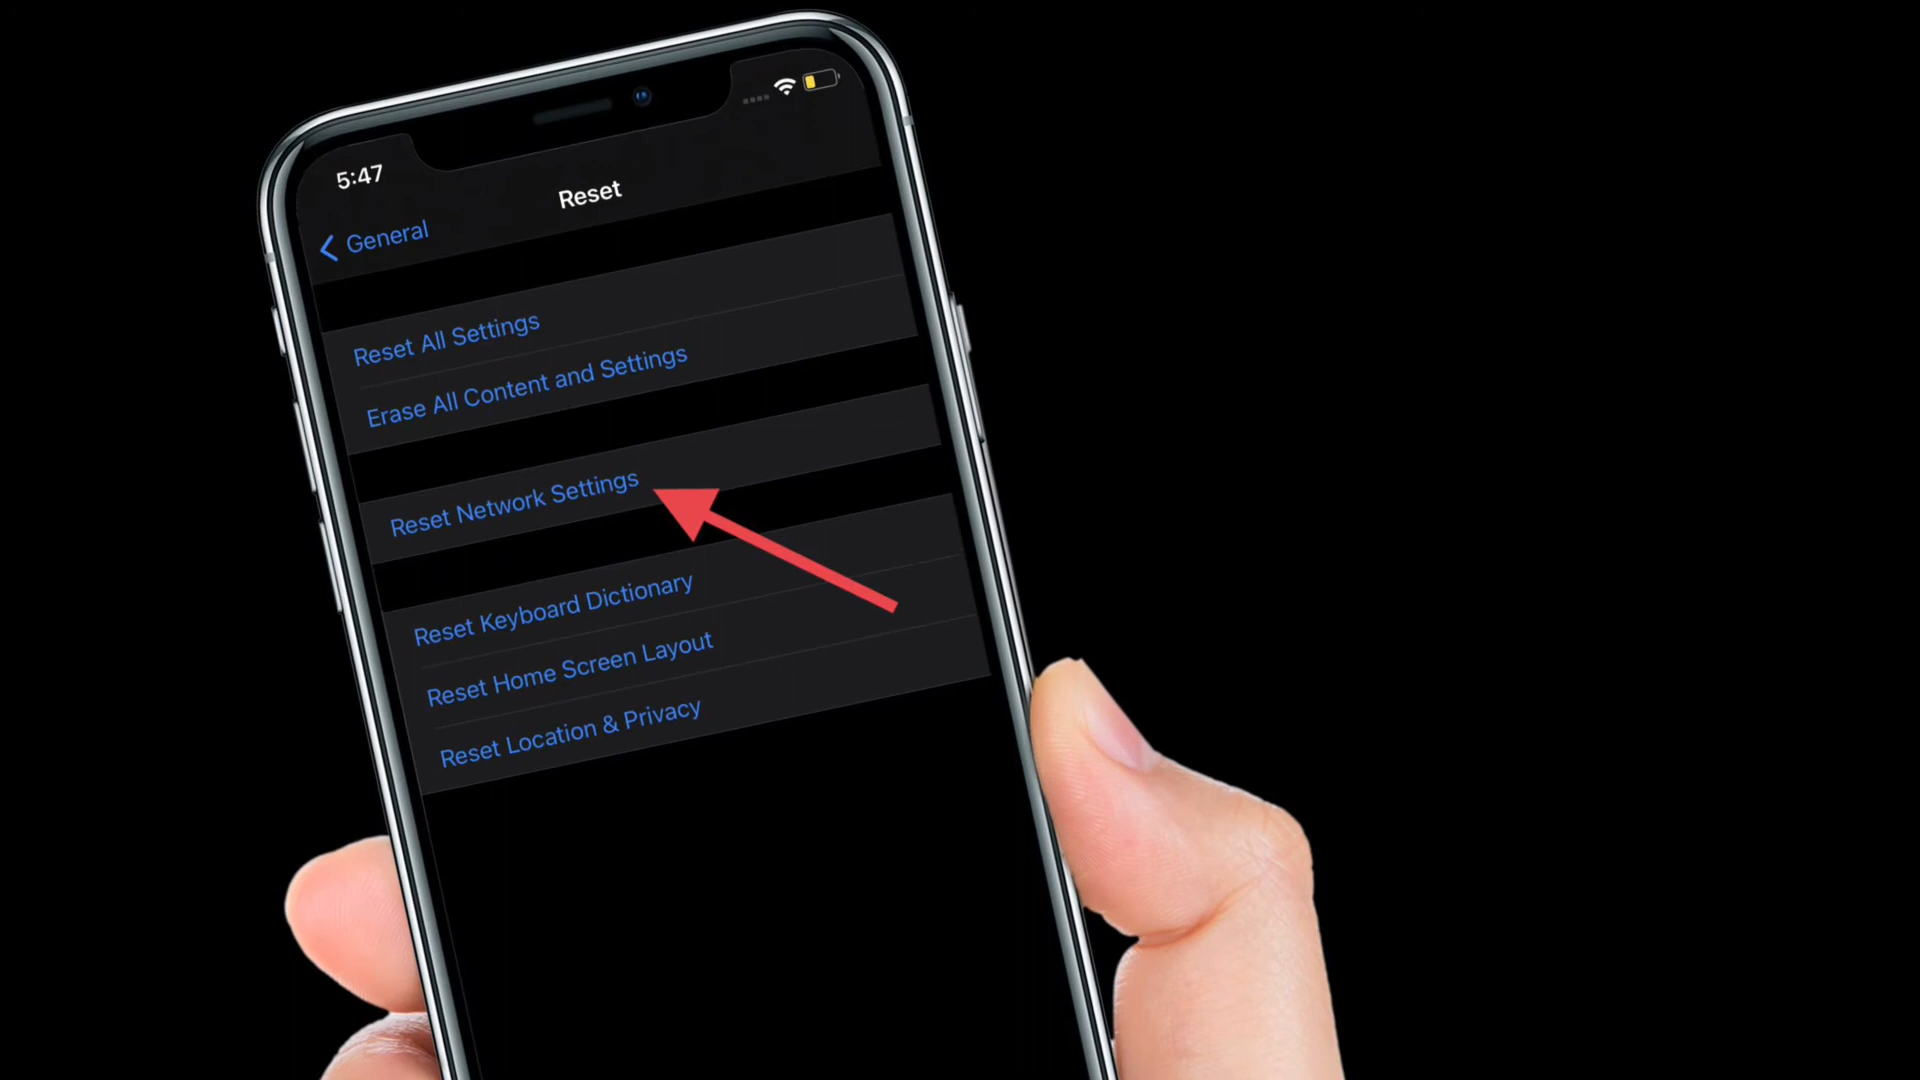 5:47
General
Reset
Reset All Settings
Erase All Content and Settings
Reset Network Settings
Reset Keyboard Dictionary
Reset Home Screen Layout
Reset Location & Privacy